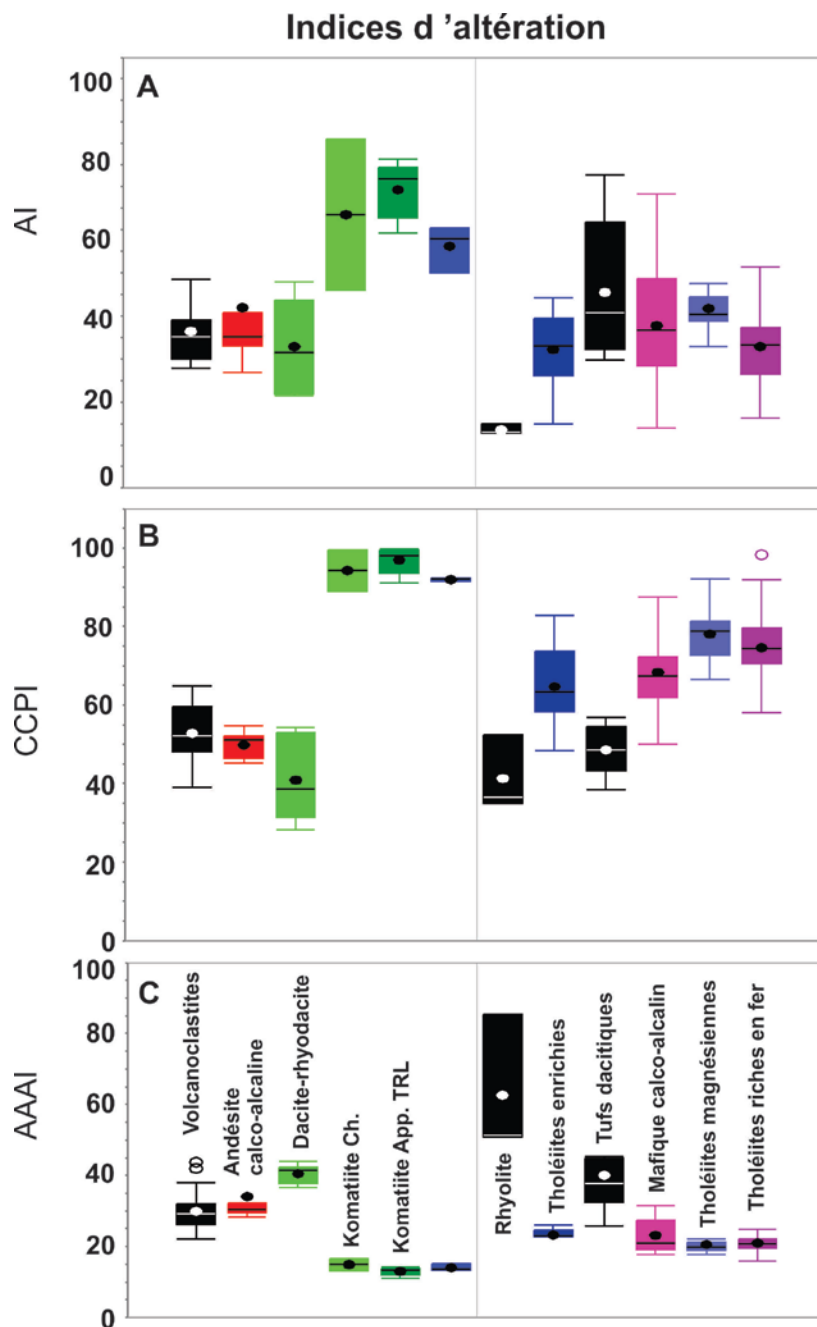 Indices d ’altération
A
AI
100
80
60
40
20
0
B
CCPI
100
80
60
40
20
0
C
AAAI
100
80
60
40
20
0
Volcanoclastites
Andésite
calco-alcaline
Dacite-rhyodacite
Komatiite Ch.
Komatiite App. TRL
Rhyolite
Tholéiites enrichies
Tufs dacitiques
Mafique calco-alcalin
Tholéiites magnésiennes
Tholéiites riches en fer